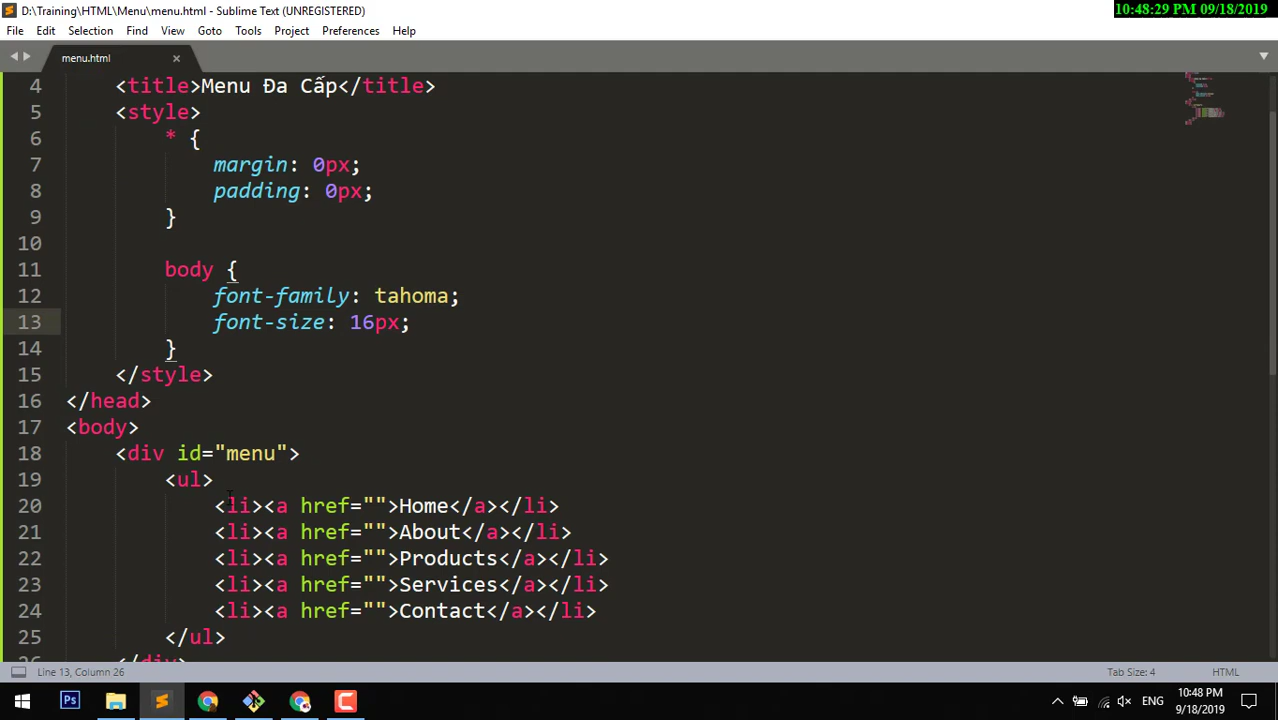 D:\Training\HTML\Menu\menu.html - Sublime Text (UNREGISTERED)
10:48:29 PM 09/18/2019
File Edit Selection Find View Goto Tools Project Preferences Help
menu.html ×
4 <title>Menu Đa Cấp</title>
5 <style>
6 * {
7 margin: 0px;
8 padding: 0px;
9 }
10
11 body {
12 font-family: tahoma;
13 font-size: 16px;
14 }
15 </style>
16 </head>
17 <body>
18 <div id="menu">
19 <ul>
20 <li><a href="">Home</a></li>
21 <li><a href="">About</a></li>
22 <li><a href="">Products</a></li>
23 <li><a href="">Services</a></li>
24 <li><a href="">Contact</a></li>
25 </ul>
26 </div>
Line 13, Column 26
Tab Size: 4
HTML
Ps
ENG
10:48 PM
9/18/2019